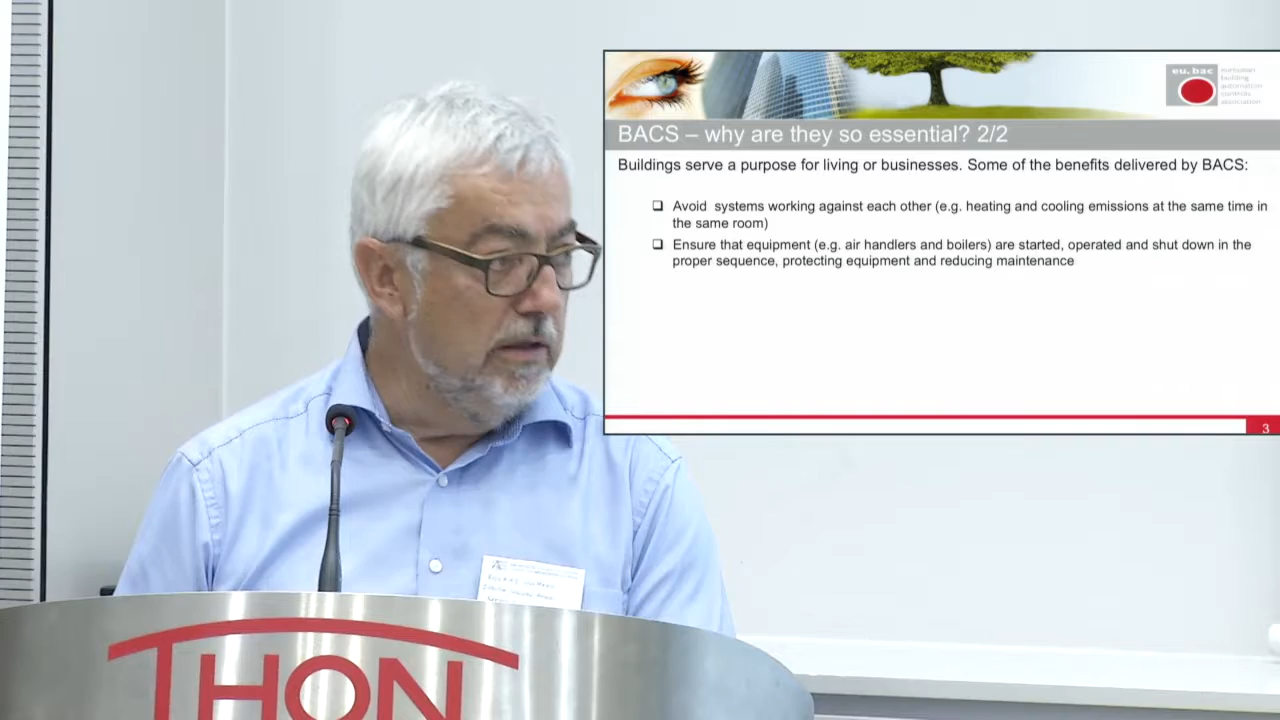 eu.bac
european
building
automation
controls
association
BACS – why are they so essential? 2/2
Buildings serve a purpose for living or businesses. Some of the benefits delivered by BACS:
Avoid systems working against each other (e.g. heating and cooling emissions at the same time in
the same room)
Ensure that equipment (e.g. air handlers and boilers) are started, operated and shut down in the
proper sequence, protecting equipment and reducing maintenance
3
THON